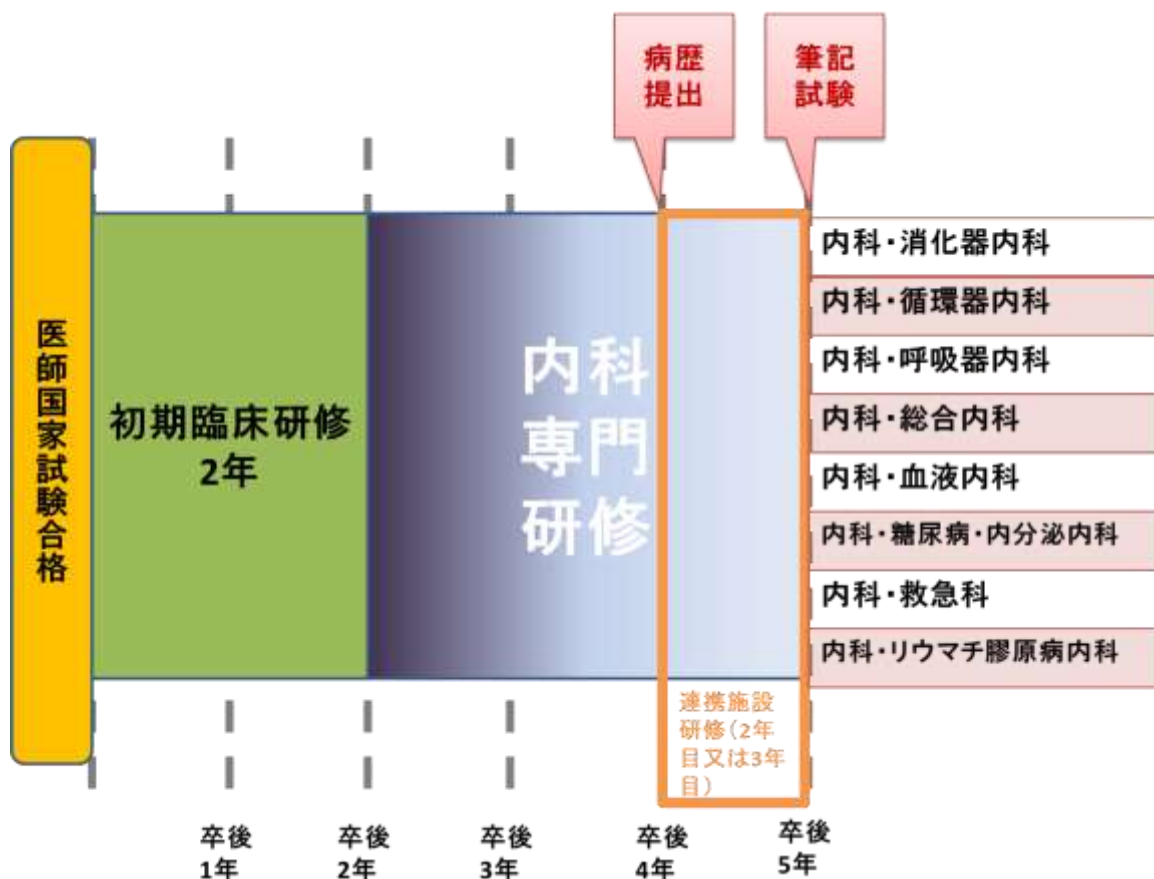 病歴
提出
筆記
試験
医師国家試験合格
初期臨床研修
2年
内科
専門
研修
内科・消化器内科
内科・循環器内科
内科・呼吸器内科
内科・総合内科
内科・血液内科
内科・糖尿病・内分泌内科
内科・救急科
内科・リウマチ膠原病内科
連携施設
研修(2年
目又は3年
目)
卒後
1年
卒後
2年
卒後
3年
卒後
4年
卒後
5年